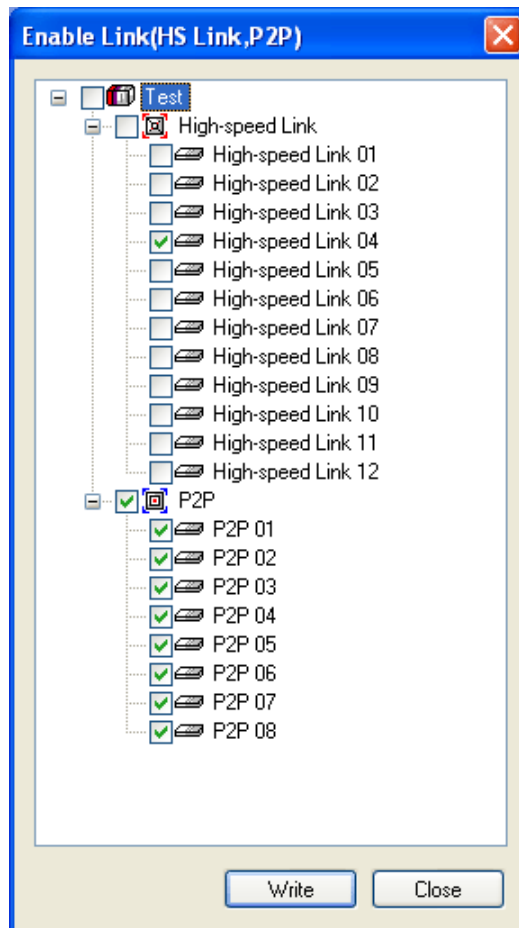 Enable Link(HS Link,P2P)
Test
High-speed Link
High-speed Link 01
High-speed Link 02
High-speed Link 03
High-speed Link 04
High-speed Link 05
High-speed Link 06
High-speed Link 07
High-speed Link 08
High-speed Link 09
High-speed Link 10
High-speed Link 11
High-speed Link 12
P2P
P2P 01
P2P 02
P2P 03
P2P 04
P2P 05
P2P 06
P2P 07
P2P 08
Write Close